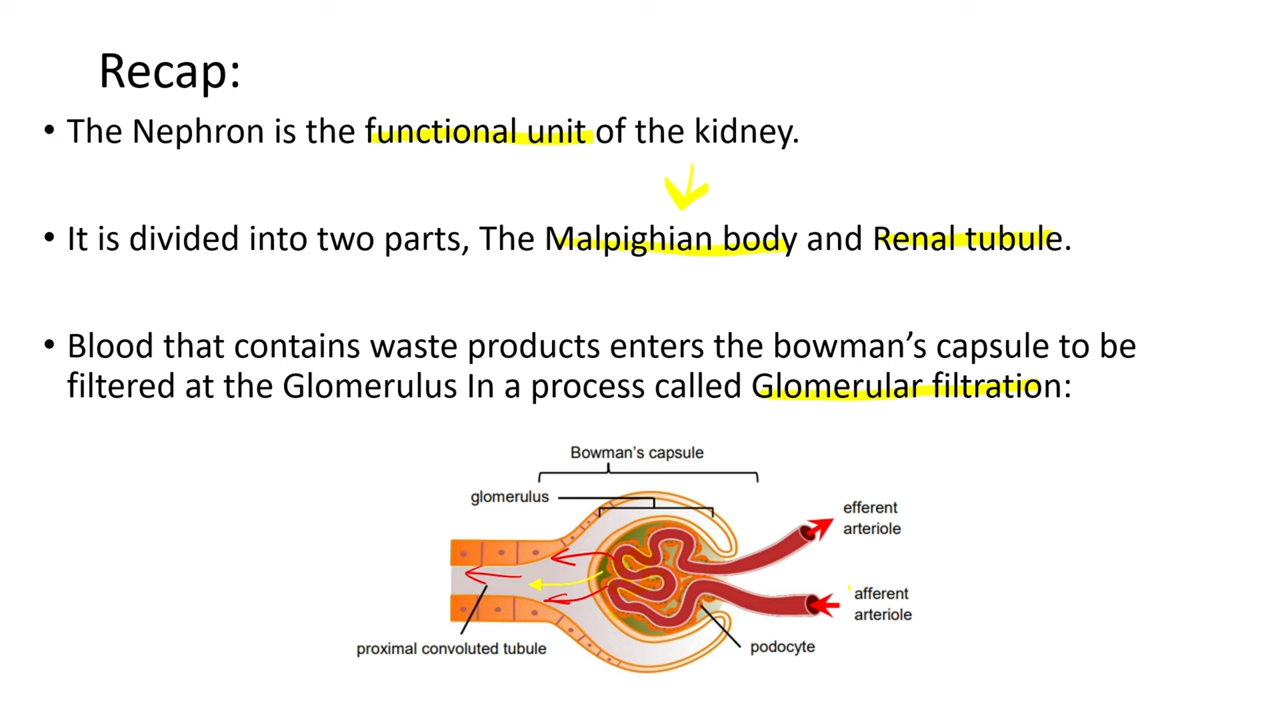 Recap:
• The Nephron is the functional unit of the kidney.
• It is divided into two parts, The Malpighian body and Renal tubule.
• Blood that contains waste products enters the bowman’s capsule to be
filtered at the Glomerulus In a process called Glomerular filtration:
Bowman’s capsule
glomerulus
efferent
arteriole
afferent
arteriole
proximal convoluted tubule
podocyte